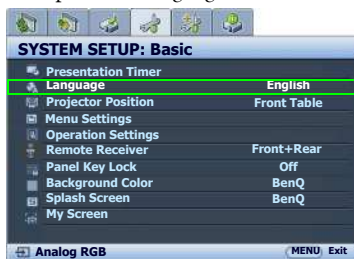 SYSTEM SETUP: Basic
Presentation Timer
Language English
Projector Position Front Table
Menu Settings
Operation Settings
Remote Receiver Front+Rear
Panel Key Lock Off
Background Color BenQ
Splash Screen BenQ
My Screen
Analog RGB MENU Exit